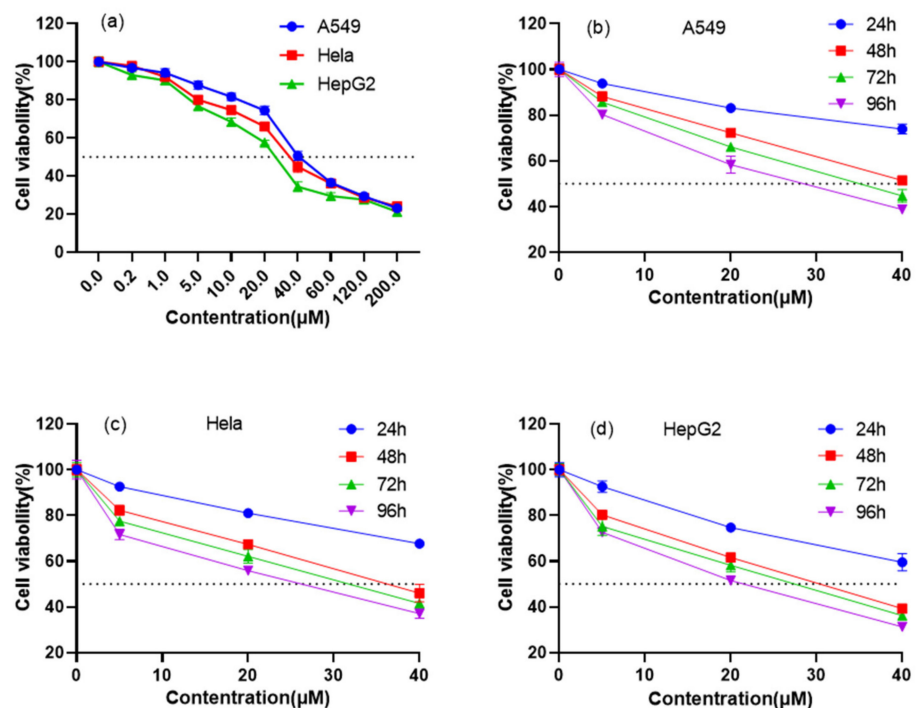 (a)
A549
Hela
HepG2
Cell viabollity(%)
120
100
80
60
40
20
0
0.0 0.2 1.0 5.0 10.0 20.0 40.0 60.0 120.0 200.0
Contentration(μM)
(b) A549
24h
48h
72h
96h
Cell viabollity(%)
120
100
80
60
40
20
0 10 20 30 40
Contentration(μM)
(c) Hela
24h
48h
72h
96h
Cell viabollity(%)
120
100
80
60
40
20
0 10 20 30 40
Contentration(μM)
(d) HepG2
24h
48h
72h
96h
Cell viabollity(%)
120
100
80
60
40
20
0 10 20 30 40
Contentration(μM)